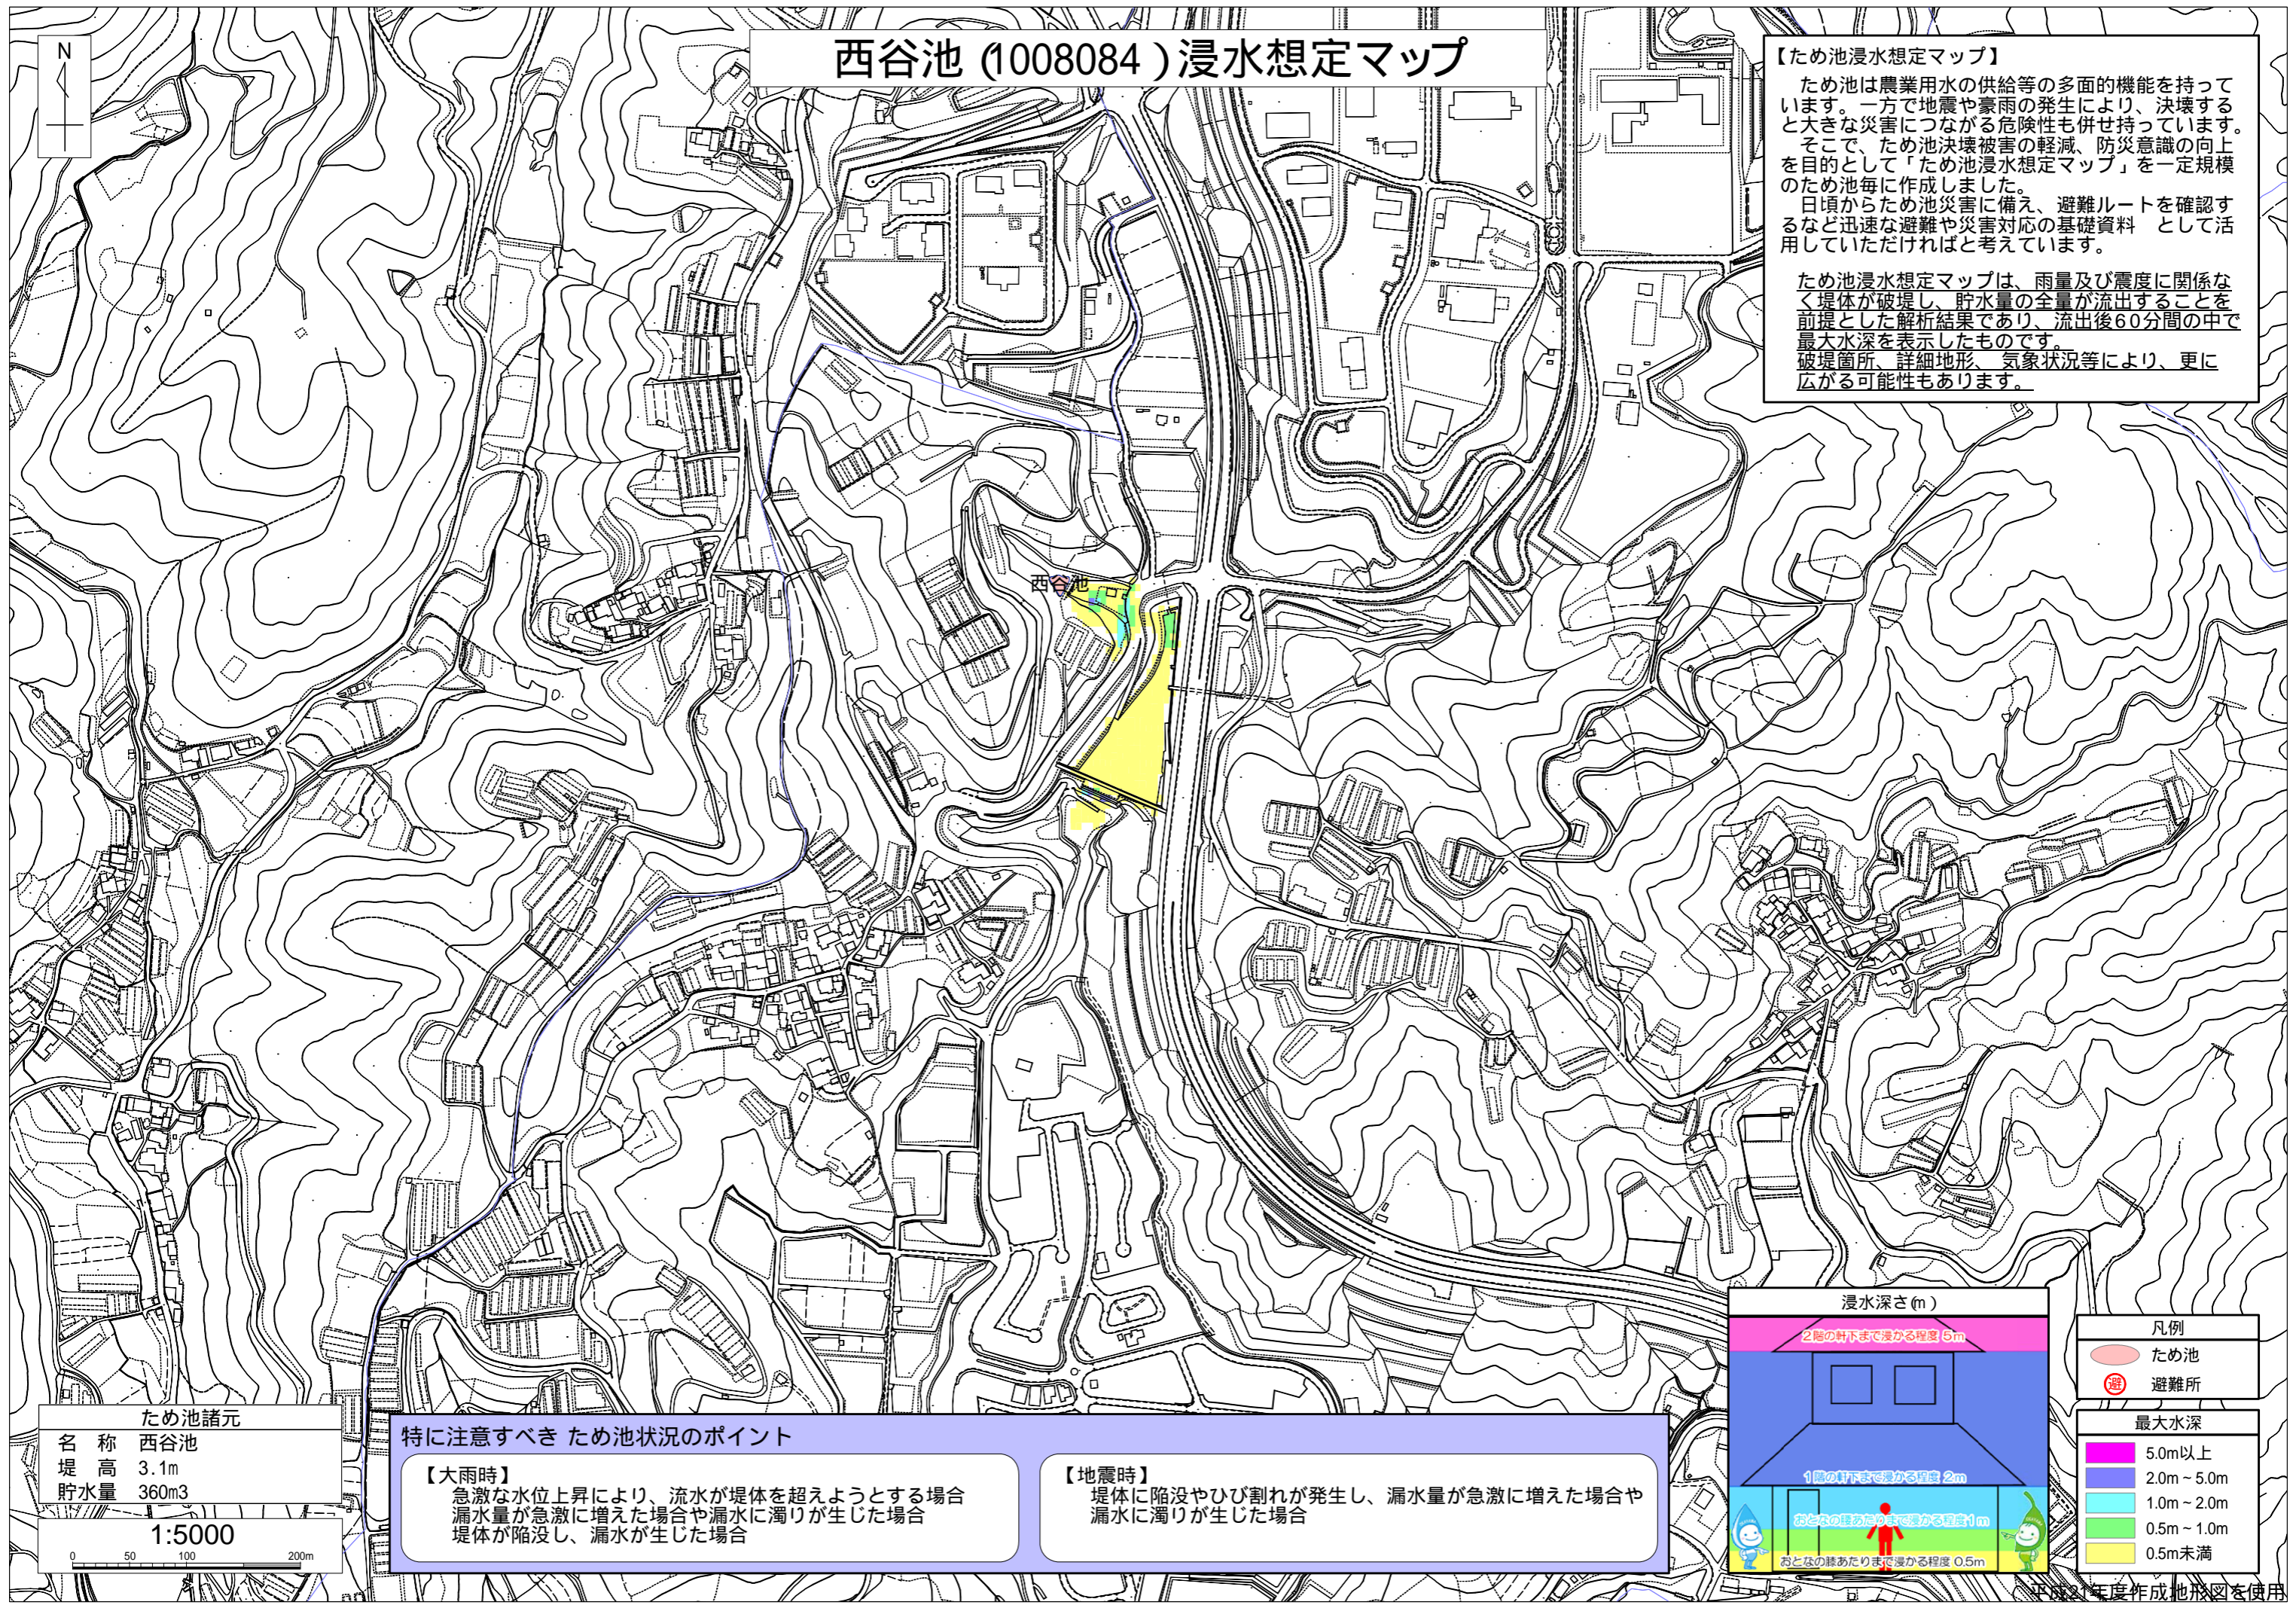 N
西谷池 (1008084) 浸水想定マップ
【ため池浸水想定マップ】
ため池は農業用水の供給等の多面的機能を持って
います。一方で地震や豪雨の発生により、決壊する
と大きな災害につながる危険性も併せ持っています。
そこで、ため池決壊被害の軽減、防災意識の向上
を目的として「ため池浸水想定マップ」を一定規模
のため池毎に作成しました。
日頃からため池災害に備え、避難ルートを確認す
るなど迅速な避難や災害対応の基礎資料 として活
用していただければと考えています。
ため池浸水想定マップは、雨量及び震度に関係な
く堤体が破堤し、貯水量の全量が流出することを
前提とした解析結果であり、流出後60分間の中で
最大水深を表示したものです。
破堤箇所、詳細地形、気象状況等により、更に
広がる可能性もあります。
西谷池
ため池諸元
名 称 西谷池
堤 高 3.1m
貯水量 360m3
1:5000
0 50 100 200m
特に注意すべき ため池状況のポイント
【大雨時】
急激な水位上昇により、流水が堤体を超えようとする場合
漏水量が急激に増えた場合や漏水に濁りが生じた場合
堤体が陥没し、漏水が生じた場合
【地震時】
堤体に陥没やひび割れが発生し、漏水量が急激に増えた場合や
漏水に濁りが生じた場合
浸水深さ(m)
2階の軒下まで浸かる程度 5m
1階の軒下まで浸かる程度 2m
おとなの腰あたりまで浸かる程度 1m
おとなの膝あたりまで浸かる程度 0.5m
凡例
ため池
避 避難所
最大水深
5.0m以上
2.0m~5.0m
1.0m~2.0m
0.5m~1.0m
0.5m未満
平成21年度作成地形図を使用